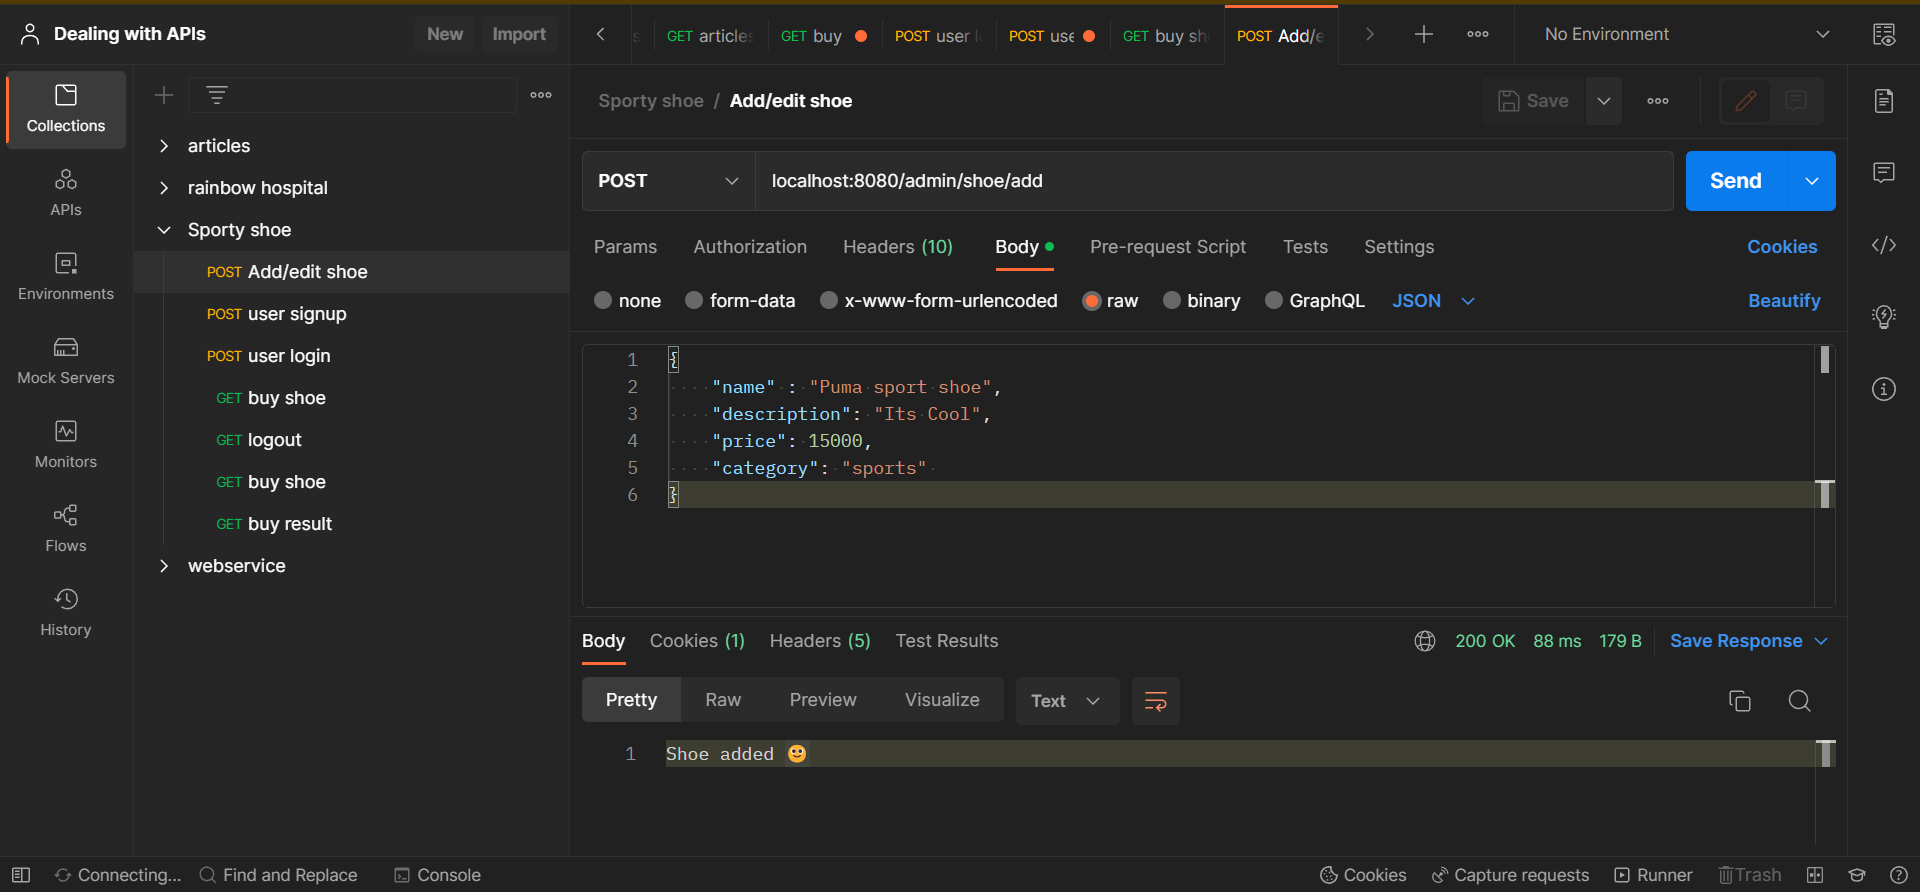 Dealing with APIs
New
Import
GET articles
GET buy
POST user l
POST use
GET buy sh
POST Add/e
No Environment
Collections
APIs
Environments
Mock Servers
Monitors
Flows
History
articles
rainbow hospital
Sporty shoe
POST Add/edit shoe
POST user signup
POST user login
GET buy shoe
GET logout
GET buy shoe
GET buy result
webservice
Sporty shoe / Add/edit shoe
Save
POST
localhost:8080/admin/shoe/add
Send
Params Authorization Headers (10) Body Pre-request Script Tests Settings
Cookies
none form-data x-www-form-urlencoded raw binary GraphQL JSON
Beautify
1 {
2 "name" : "Puma sport shoe",
3 "description": "Its Cool",
4 "price": 15000,
5 "category": "sports"
6 }
Body Cookies (1) Headers (5) Test Results
200 OK 88 ms 179 B Save Response
Pretty Raw Preview Visualize Text
1 Shoe added 🙂
Connecting... Find and Replace Console
Cookies Capture requests Runner Trash